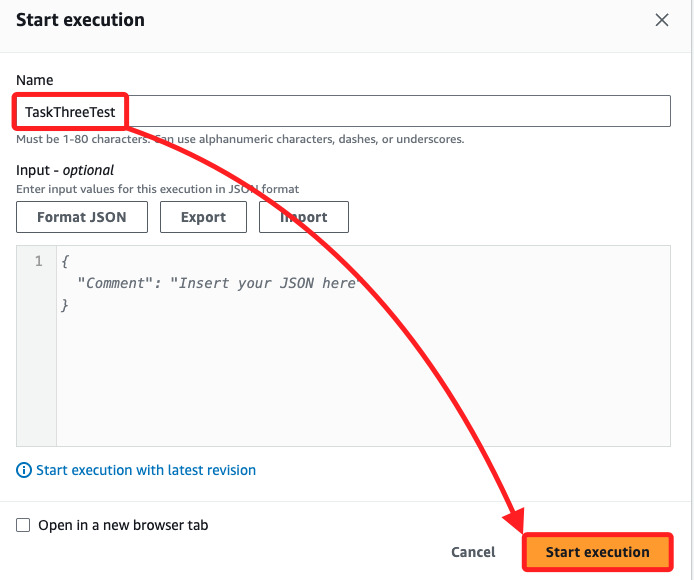 Start execution
Name
TaskThreeTest
Must be 1-80 characters. Can use alphanumeric characters, dashes, or underscores.
Input - optional
Enter input values for this execution in JSON format
Format JSON Export Import
1 {
"Comment": "Insert your JSON here"
}
Start execution with latest revision
Open in a new browser tab
Cancel Start execution